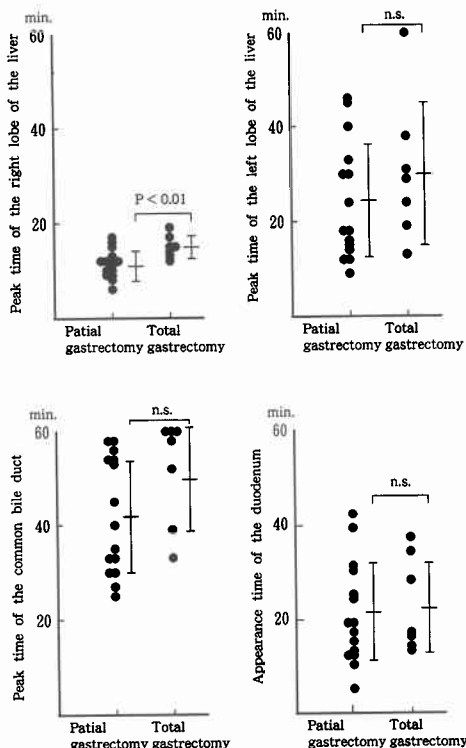 min.
60
40
20
Peak time of the right lobe of the liver
P < 0.01
Patial gastrectomy
Total gastrectomy
min.
60
40
20
Peak time of the left lobe of the liver
n.s.
Patial gastrectomy
Total gastrectomy
min.
60
40
20
Peak time of the common bile duct
n.s.
Patial gastrectomy
Total gastrectomy
min.
60
40
20
Appearance time of the duodenum
n.s.
Patial gastrectomy
Total gastrectomy